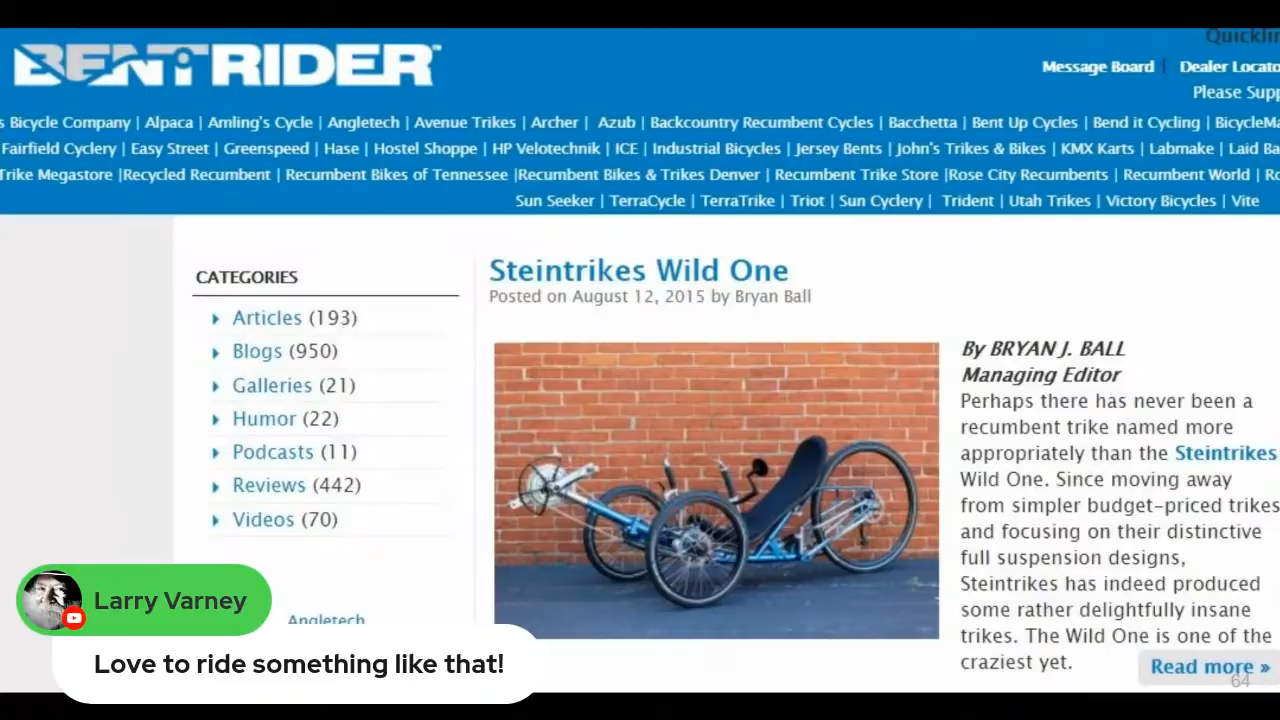 Quicklin
BENTRIDER
Message Board | Dealer Locato
Please Supp
s Bicycle Company | Alpaca | Amling's Cycle | Angletech | Avenue Trikes | Archer | Azub | Backcountry Recumbent Cycles | Bacchetta | Bent Up Cycles | Bend it Cycling | BicycleMa
Fairfield Cyclery | Easy Street | Greenspeed | Hase | Hostel Shoppe | HP Velotechnik | ICE | Industrial Bicycles | Jersey Bents | John's Trikes & Bikes | KMX Karts | Labmake | Laid Ba
Trike Megastore |Recycled Recumbent | Recumbent Bikes of Tennessee |Recumbent Bikes & Trikes Denver | Recumbent Trike Store |Rose City Recumbents | Recumbent World | Ro
Sun Seeker | TerraCycle | TerraTrike | Triot | Sun Cyclery | Trident | Utah Trikes | Victory Bicycles | Vite
CATEGORIES
Articles (193)
Blogs (950)
Galleries (21)
Humor (22)
Podcasts (11)
Reviews (442)
Videos (70)
Angletech
Steintrikes Wild One
Posted on August 12, 2015 by Bryan Ball
By BRYAN J. BALL
Managing Editor
Perhaps there has never been a
recumbent trike named more
appropriately than the Steintrikes
Wild One. Since moving away
from simpler budget-priced trikes
and focusing on their distinctive
full suspension designs,
Steintrikes has indeed produced
some rather delightfully insane
trikes. The Wild One is one of the
craziest yet.
Read more »
64
Larry Varney
Love to ride something like that!